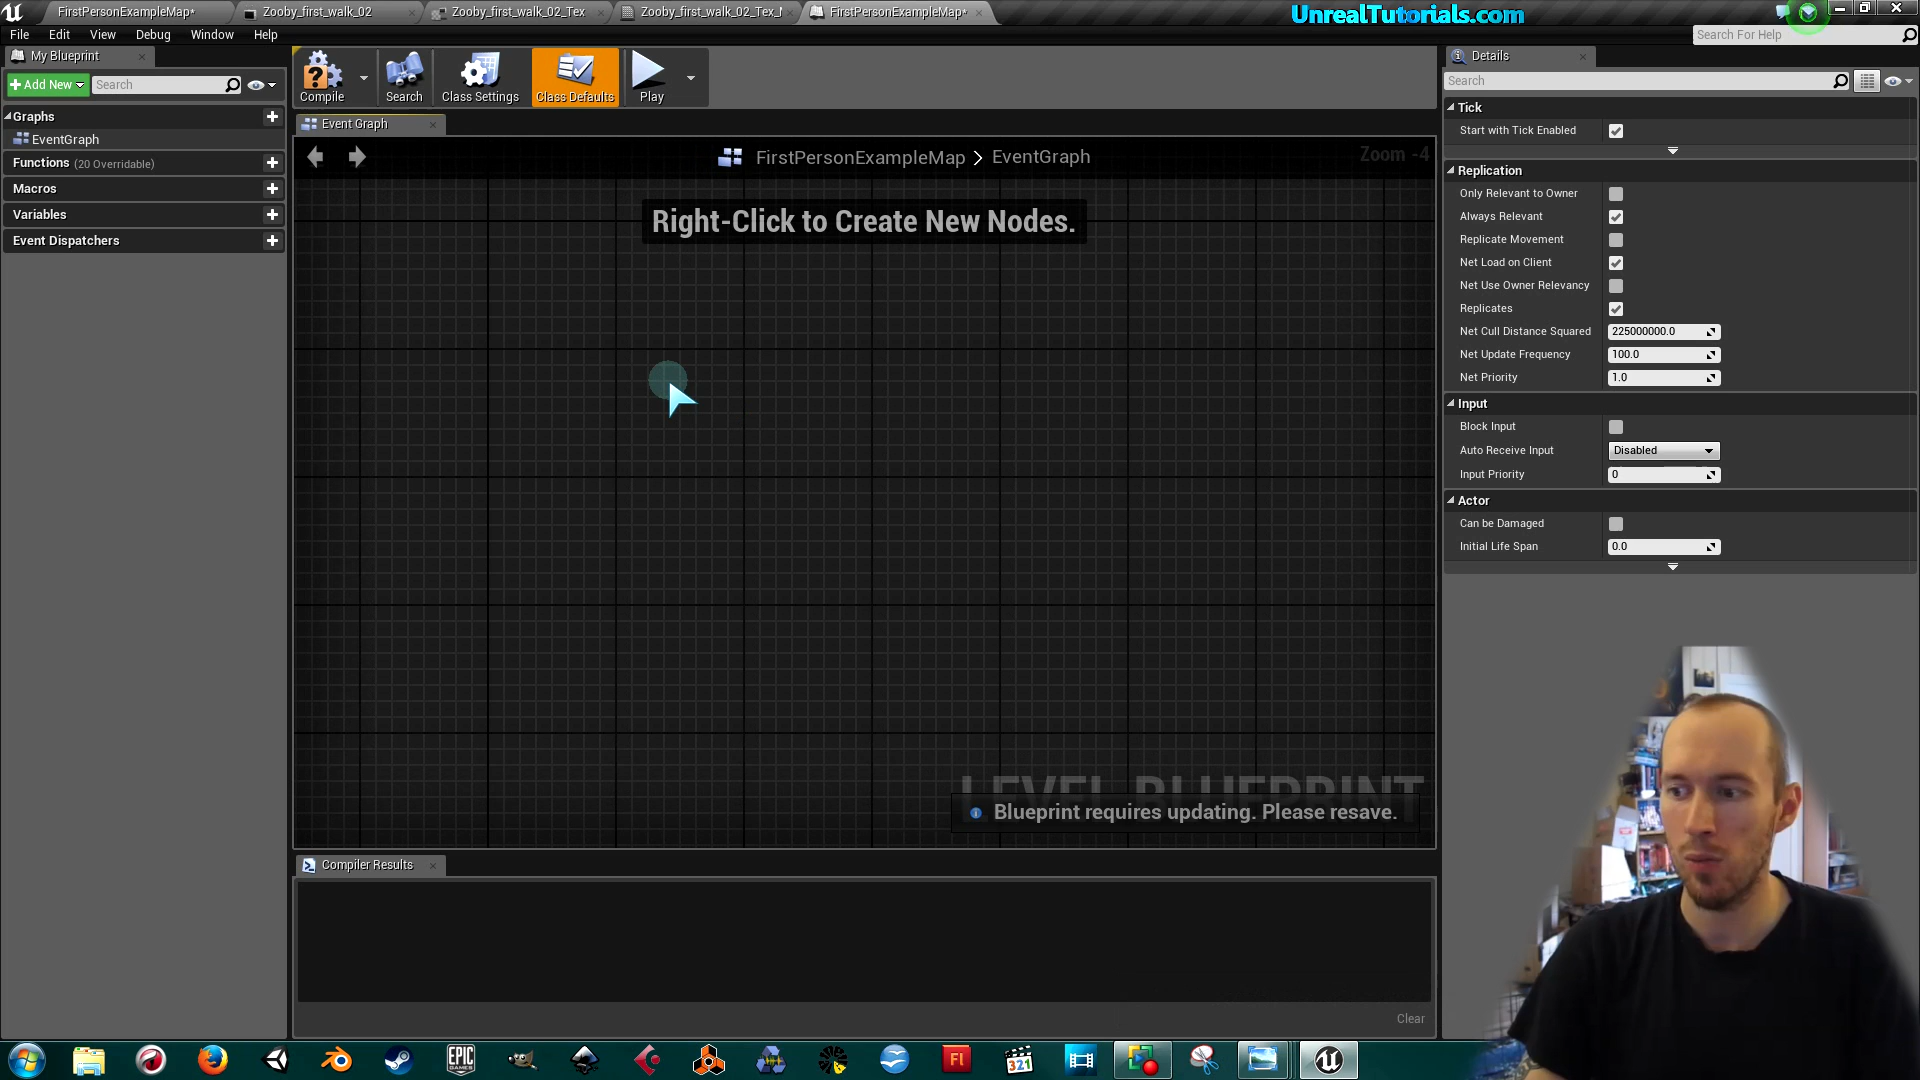 FirstPersonExampleMap*
Zooby_first_walk_02
Zooby_first_walk_02_Tex
Zooby_first_walk_02_Tex_
FirstPersonExampleMap*
UnrealTutorials.com
File Edit View Debug Window Help
Search For Help
My Blueprint
Add New
Search
Graphs
EventGraph
Functions (20 Overridable)
Macros
Variables
Event Dispatchers
Compile
Search
Class Settings
Class Defaults
Play
Event Graph
FirstPersonExampleMap > EventGraph
Zoom -4
Right-Click to Create New Nodes.
LEVEL BLUEPRINT
Blueprint requires updating. Please resave.
Compiler Results
Clear
Details
Search
Tick
Start with Tick Enabled
Replication
Only Relevant to Owner
Always Relevant
Replicate Movement
Net Load on Client
Net Use Owner Relevancy
Replicates
Net Cull Distance Squared 225000000.0
Net Update Frequency 100.0
Net Priority 1.0
Input
Block Input
Auto Receive Input Disabled
Input Priority 0
Actor
Can be Damaged
Initial Life Span 0.0
EPIC GAMES
Fl
321